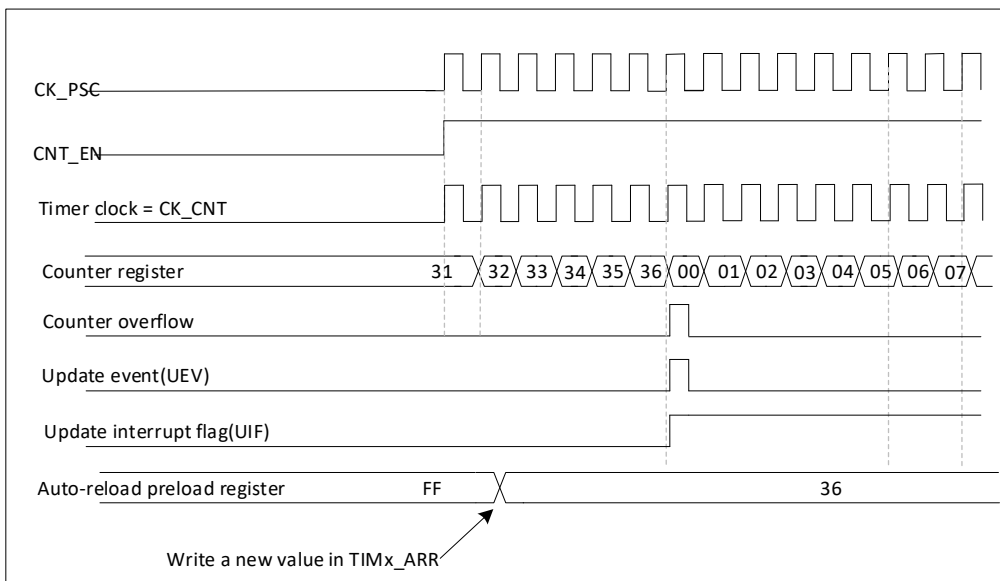 CK_PSC
CNT_EN
Timer clock = CK_CNT
Counter register 31 32 33 34 35 36 00 01 02 03 04 05 06 07
Counter overflow
Update event(UEV)
Update interrupt flag(UIF)
Auto-reload preload register FF 36
Write a new value in TIMx_ARR